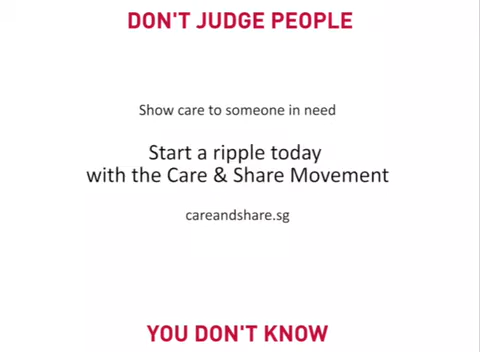 DON'T JUDGE PEOPLE
Show care to someone in need
Start a ripple today
with the Care & Share Movement
careandshare.sg
YOU DON'T KNOW